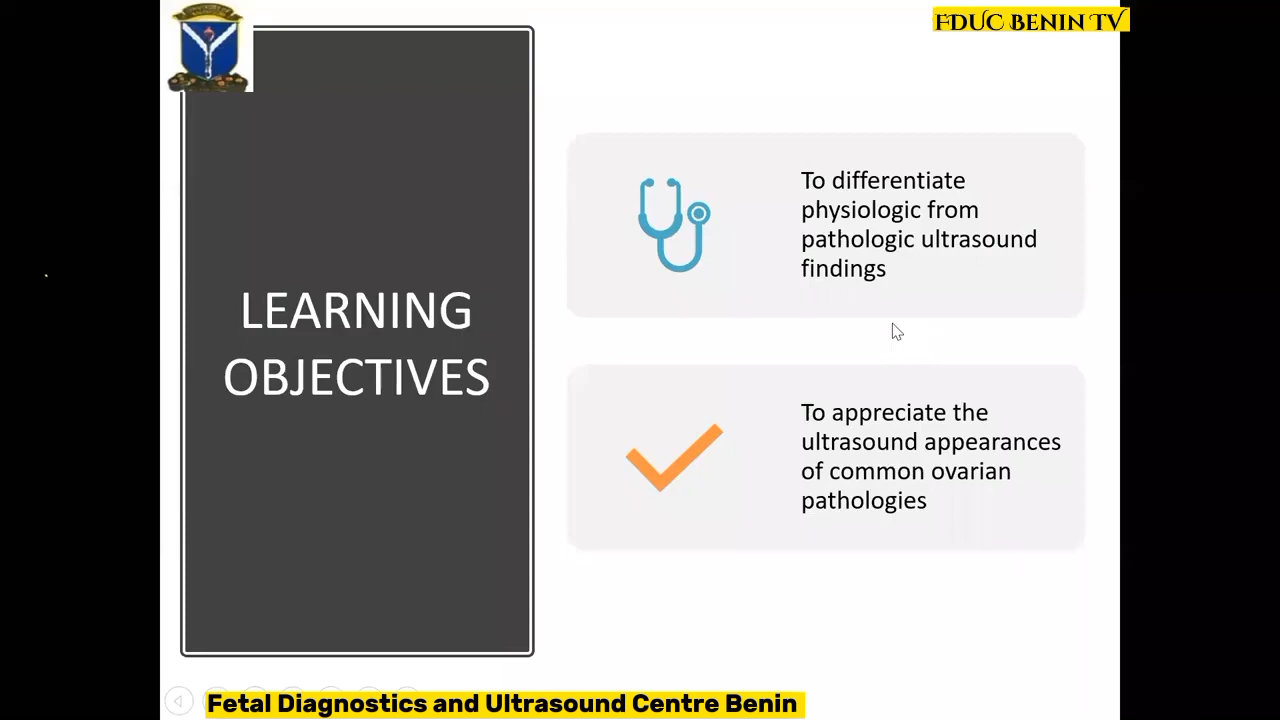 FDUC BENIN TV
LEARNING
OBJECTIVES
To differentiate
physiologic from
pathologic ultrasound
findings
To appreciate the
ultrasound appearances
of common ovarian
pathologies
Fetal Diagnostics and Ultrasound Centre Benin